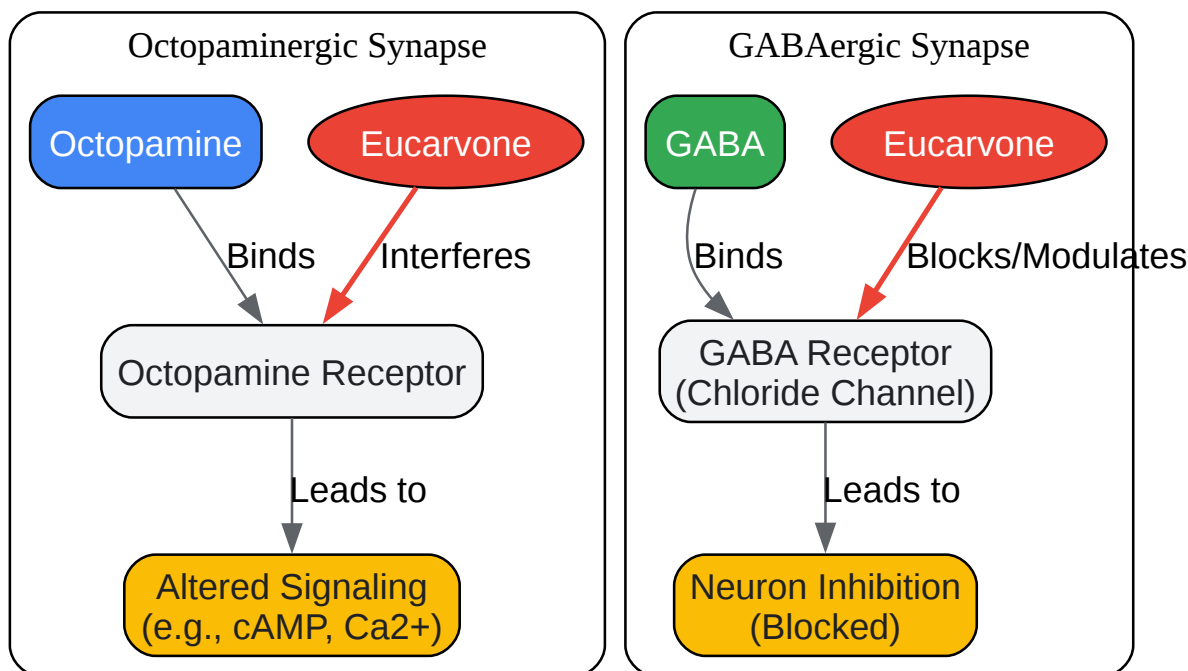 Octopaminergic Synapse
Octopamine
Eucarvone
Binds
Interferes
Octopamine Receptor
Leads to
Altered Signaling
(e.g., cAMP, Ca2+)
GABAergic Synapse
GABA
Eucarvone
Binds
Blocks/Modulates
GABA Receptor
(Chloride Channel)
Leads to
Neuron Inhibition
(Blocked)